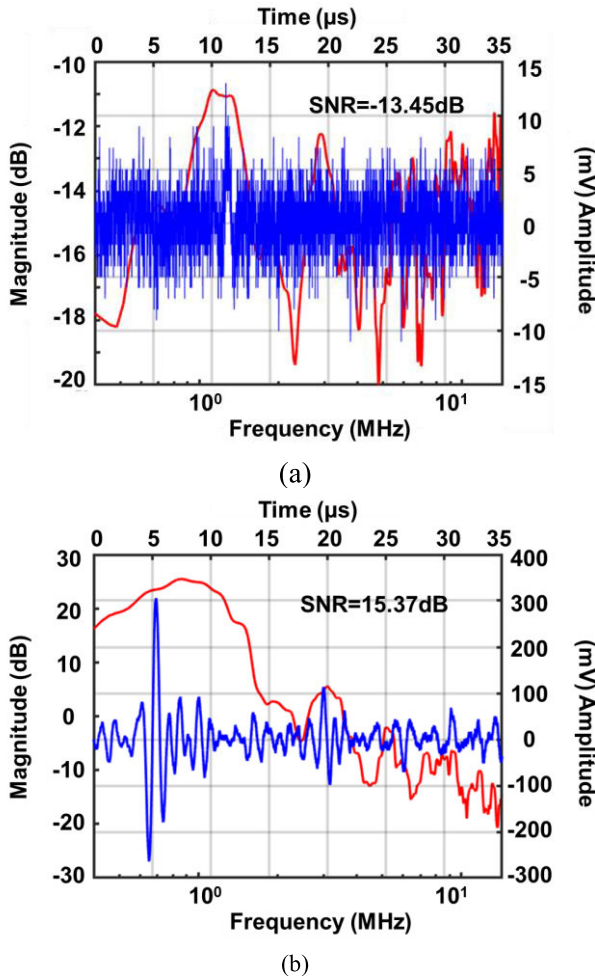 Time (µs)
0 5 10 15 20 25 30 35
-10 15
SNR=-13.45dB
-12 10
5
-14
0
-16
-5
-18
-10
-20 -15
Magnitude (dB)
(mV) Amplitude
10⁰ 10¹
Frequency (MHz)
(a)
Time (µs)
0 5 10 15 20 25 30 35
30 400
SNR=15.37dB
20 300
200
10
100
0
0
-10
-100
-20
-200
-30 -300
Magnitude (dB)
(mV) Amplitude
10⁰ 10¹
Frequency (MHz)
(b)